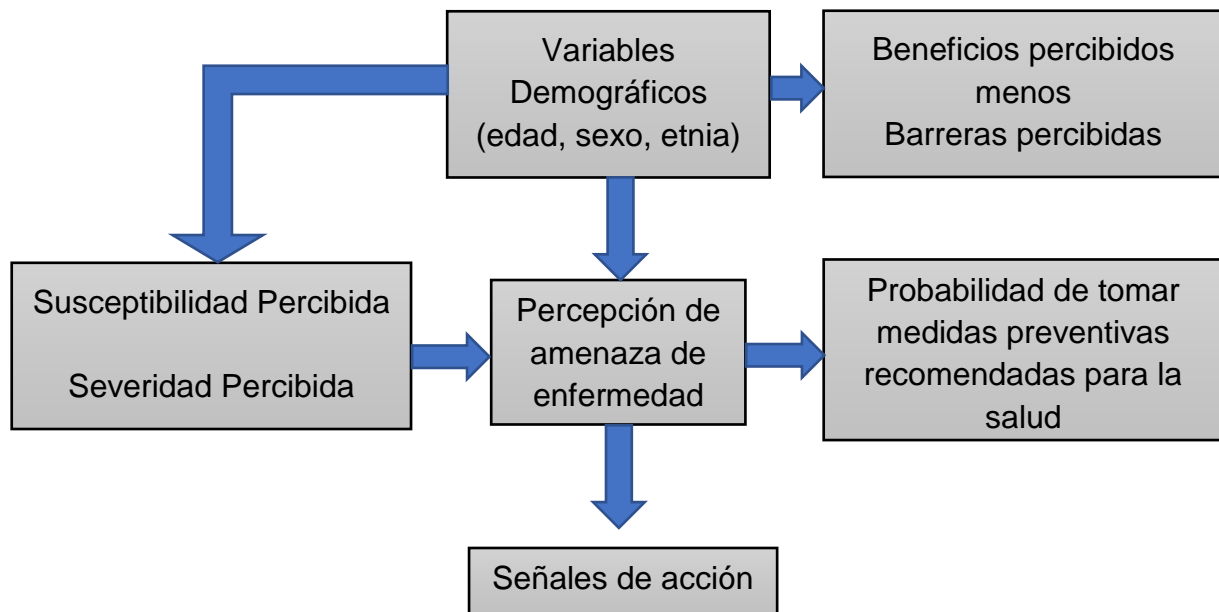 Variables
Demográficos
(edad, sexo, etnia)
Beneficios percibidos
menos
Barreras percibidas
Susceptibilidad Percibida
Severidad Percibida
Percepción de
amenaza de
enfermedad
Probabilidad de tomar
medidas preventivas
recomendadas para la
salud
Señales de acción